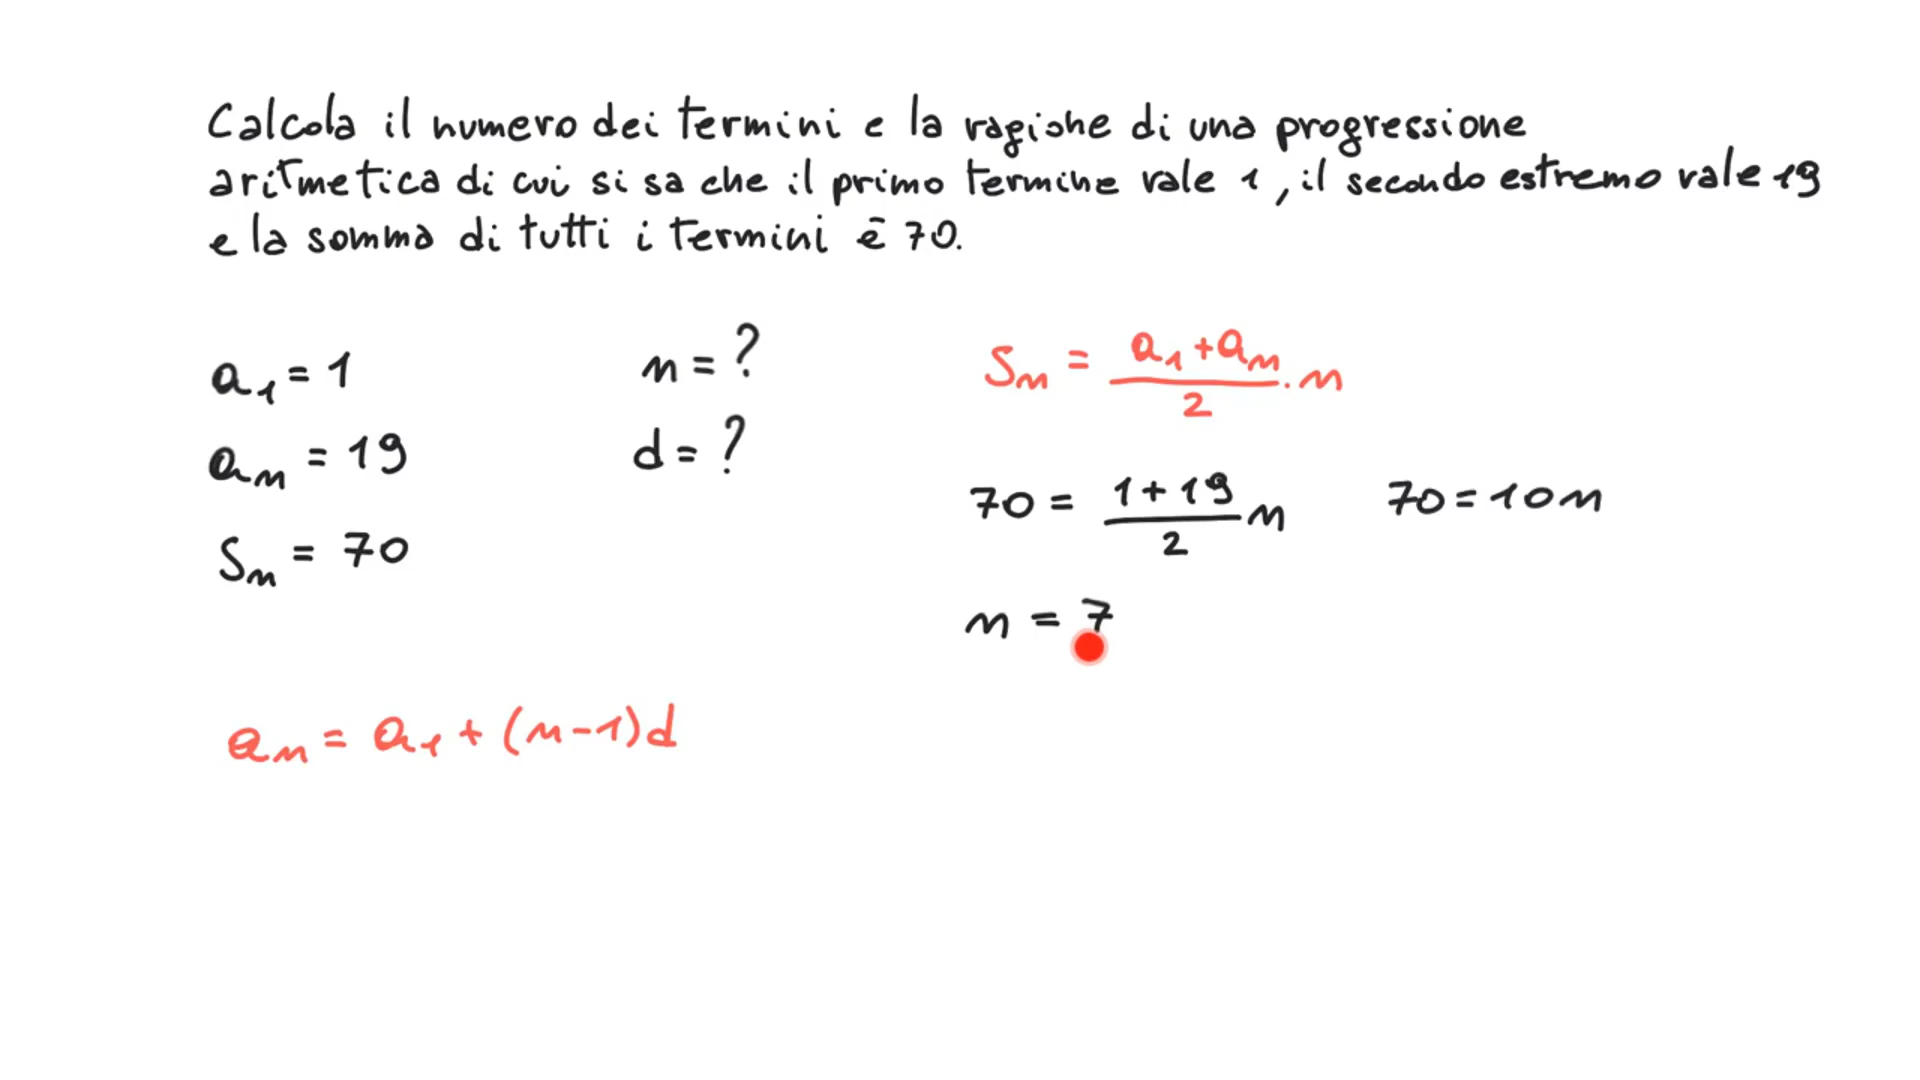 Calcola il numero dei termini e la ragione di una progressione
aritmetica di cui si sa che il primo termine vale 1, il secondo estremo vale 19
e la somma di tutti i termini è 70.
a₁ = 1
n = ?
Sₙ = (a₁ + aₙ)/2 · n
aₙ = 19
d = ?
70 = (1 + 19)/2 n
70 = 10n
Sₙ = 70
n = 7
aₙ = a₁ + (n - 1)d